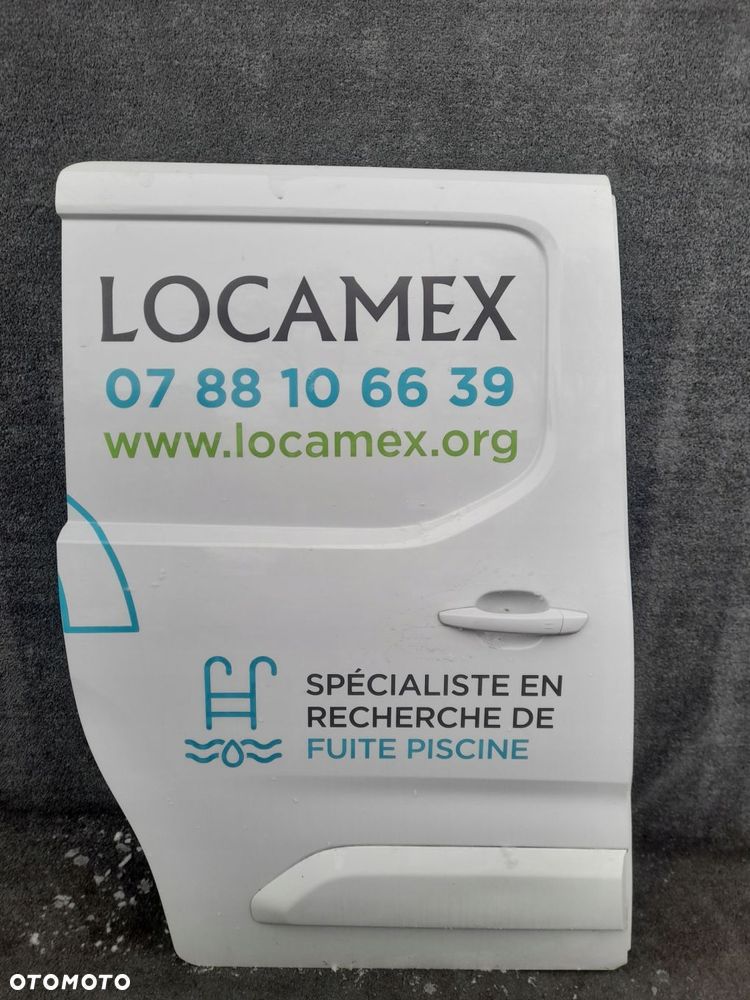 LOCAMEX
07 88 10 66 39
www.locamex.org
SPÉCIALISTE EN
RECHERCHE DE
FUITE PISCINE
OTOMOTO